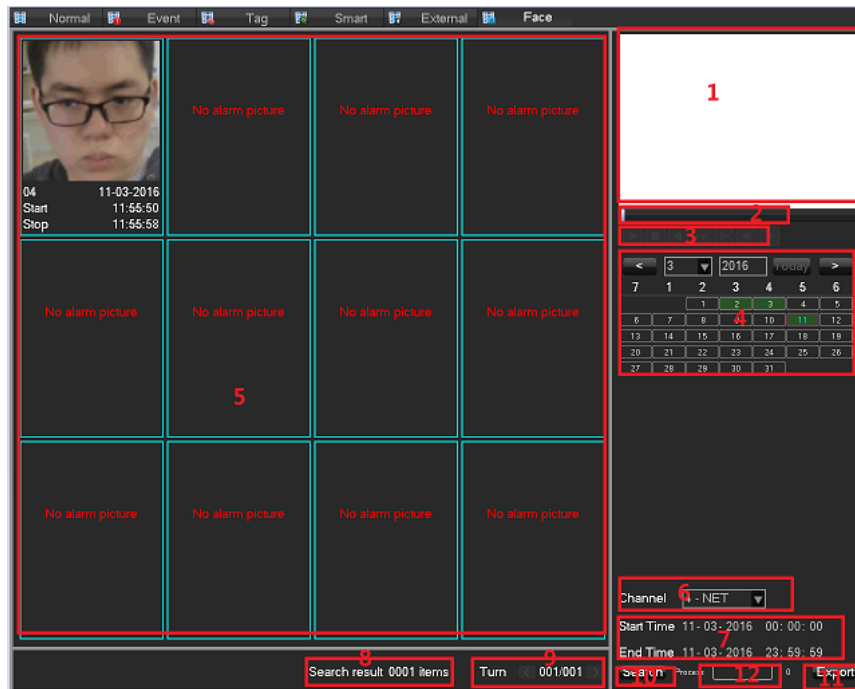 Normal Event Tag Smart External Face
1
No alarm picture No alarm picture No alarm picture
04 11-03-2016
Start 11:55:50
Stop 11:55:58
2
3
< 3 2016 Today >
7 1 2 3 4 5 6
1 2 3 4 5
6 7 8 9 10 11 12
4
13 14 15 16 17 18 19
20 21 22 23 24 25 26
27 28 29 30 31
No alarm picture No alarm picture No alarm picture No alarm picture
5
No alarm picture No alarm picture No alarm picture No alarm picture
6
Channel - NET
Start Time 11-03-2016 00:00:00
7
End Time 11-03-2016 23:59:59
8
Search result 0001 items
9
Turn < 001/001 >
Search Process 0 Export
10 12 11